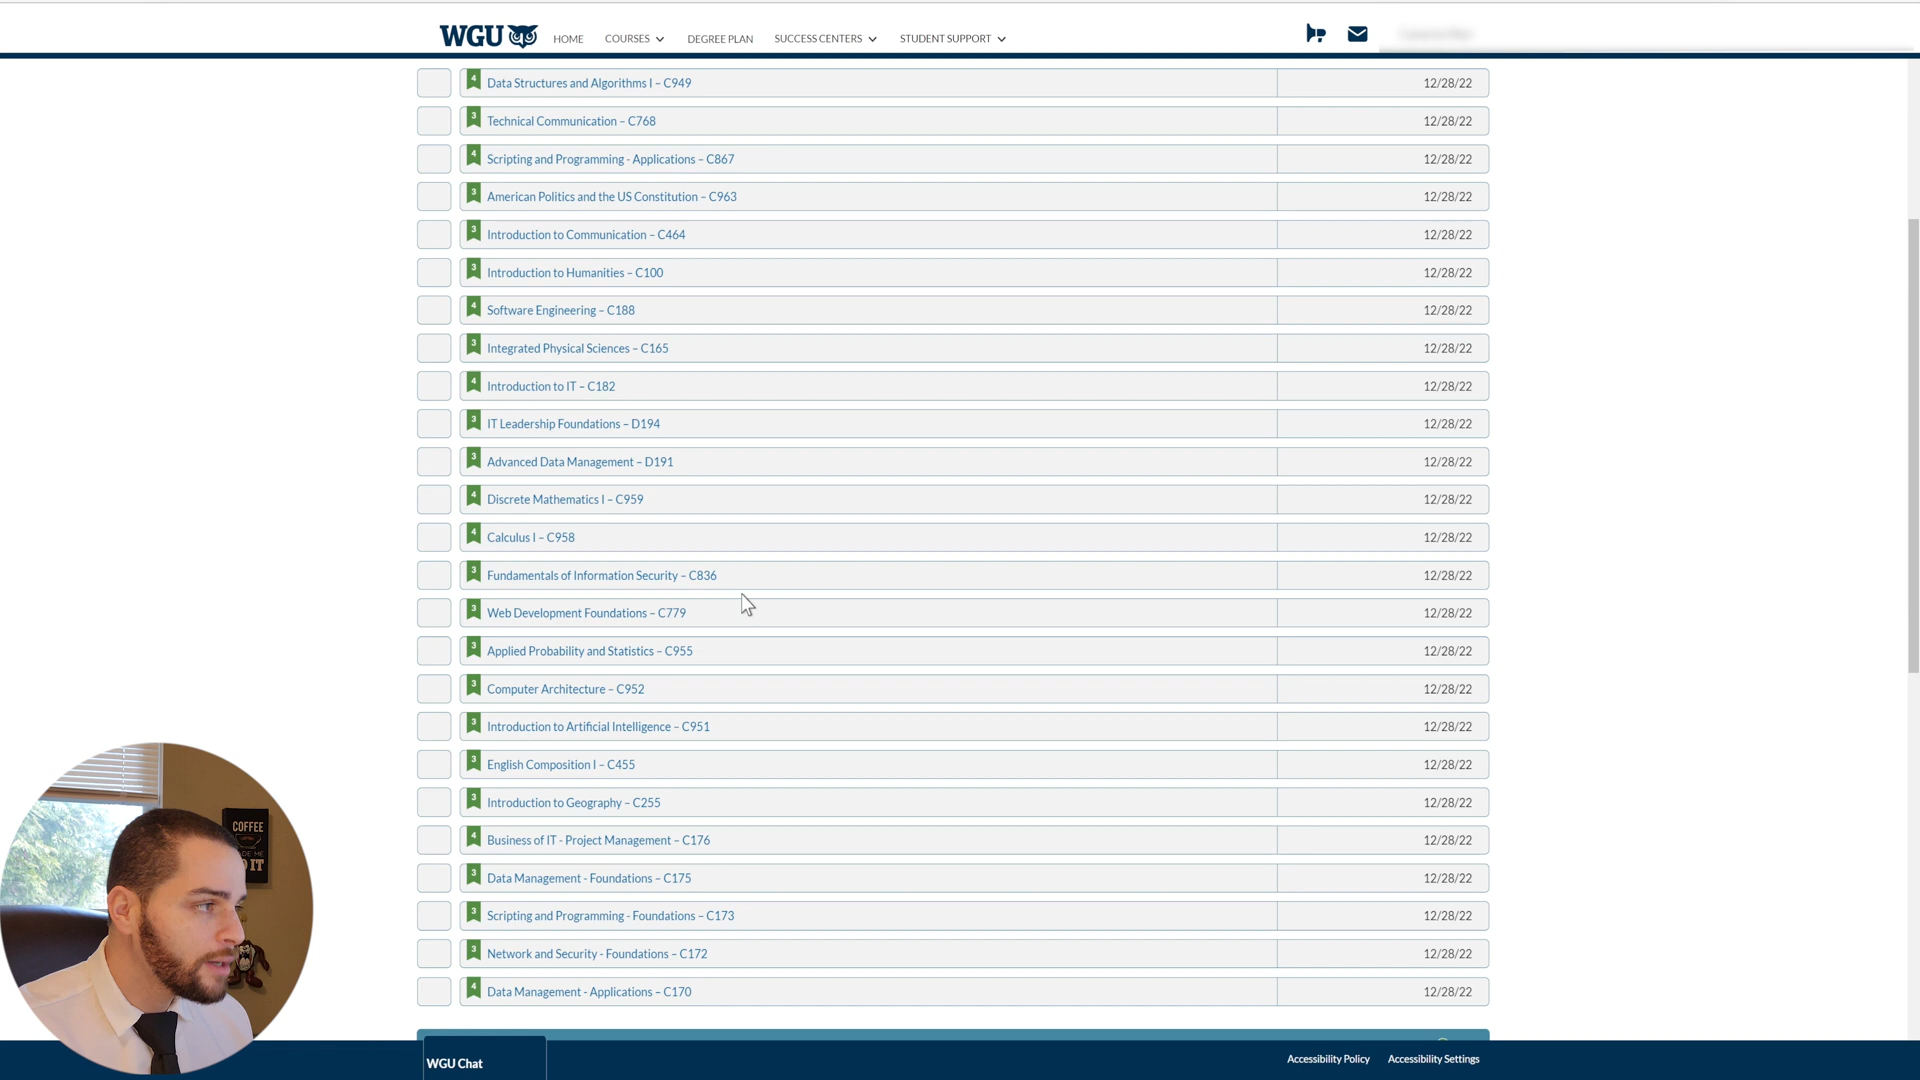 WGU HOME COURSES DEGREE PLAN SUCCESS CENTERS STUDENT SUPPORT
4 Data Structures and Algorithms I – C949 12/28/22
3 Technical Communication – C768 12/28/22
4 Scripting and Programming - Applications – C867 12/28/22
3 American Politics and the US Constitution – C963 12/28/22
3 Introduction to Communication – C464 12/28/22
3 Introduction to Humanities – C100 12/28/22
4 Software Engineering – C188 12/28/22
3 Integrated Physical Sciences – C165 12/28/22
4 Introduction to IT – C182 12/28/22
3 IT Leadership Foundations – D194 12/28/22
3 Advanced Data Management – D191 12/28/22
4 Discrete Mathematics I – C959 12/28/22
4 Calculus I – C958 12/28/22
3 Fundamentals of Information Security – C836 12/28/22
3 Web Development Foundations – C779 12/28/22
3 Applied Probability and Statistics – C955 12/28/22
3 Computer Architecture – C952 12/28/22
3 Introduction to Artificial Intelligence – C951 12/28/22
3 English Composition I – C455 12/28/22
3 Introduction to Geography – C255 12/28/22
4 Business of IT - Project Management – C176 12/28/22
3 Data Management - Foundations – C175 12/28/22
3 Scripting and Programming - Foundations – C173 12/28/22
3 Network and Security - Foundations – C172 12/28/22
4 Data Management - Applications – C170 12/28/22
COFFEE
IT
WGU Chat Accessibility Policy Accessibility Settings